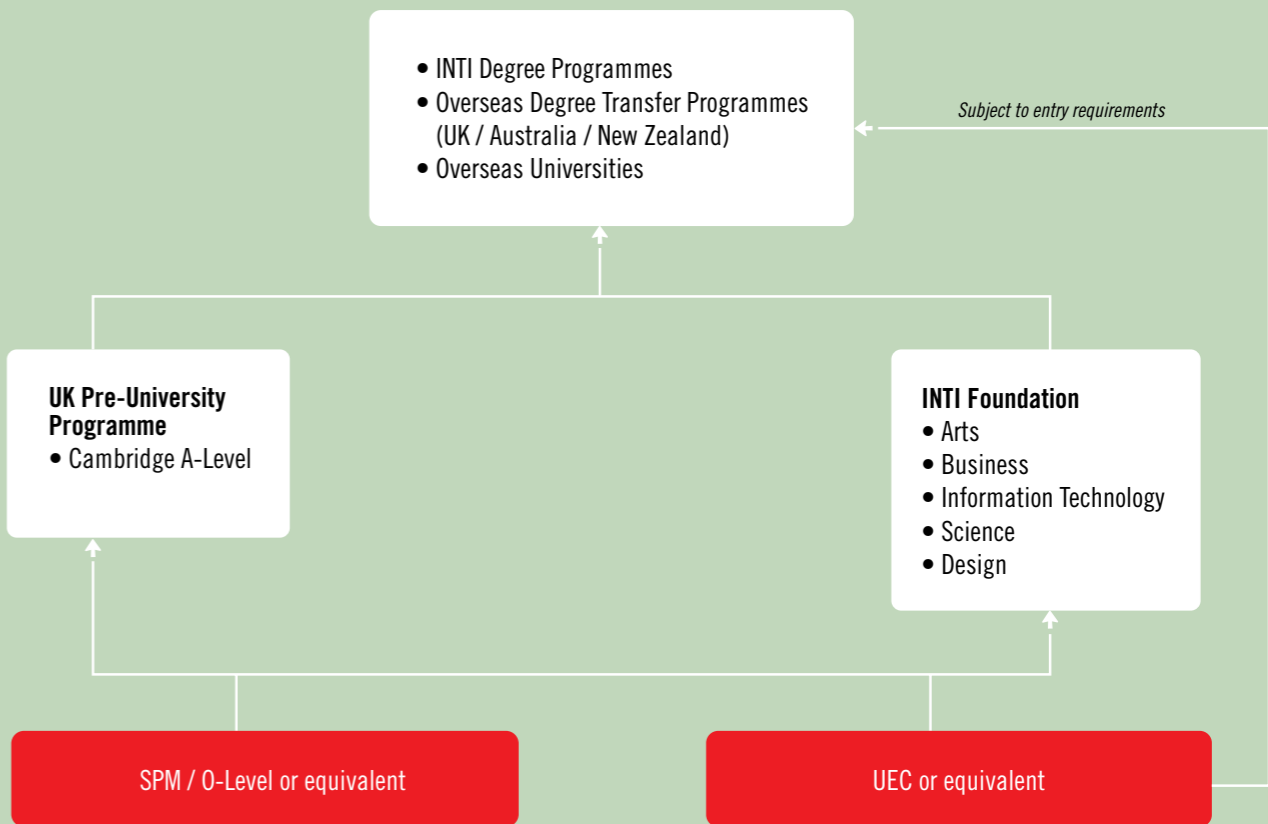 • INTI Degree Programmes
• Overseas Degree Transfer Programmes
(UK / Australia / New Zealand)
• Overseas Universities
Subject to entry requirements
UK Pre-University
Programme
• Cambridge A-Level
INTI Foundation
• Arts
• Business
• Information Technology
• Science
• Design
SPM / O-Level or equivalent
UEC or equivalent